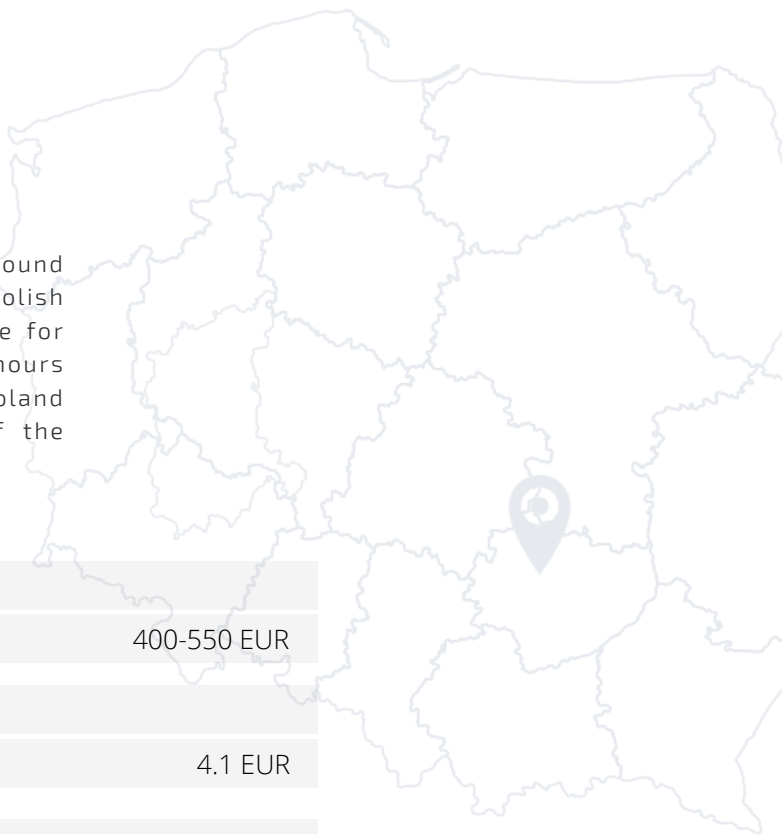 ound
olish
e for
hours
oland
f the
400-550 EUR
4.1 EUR